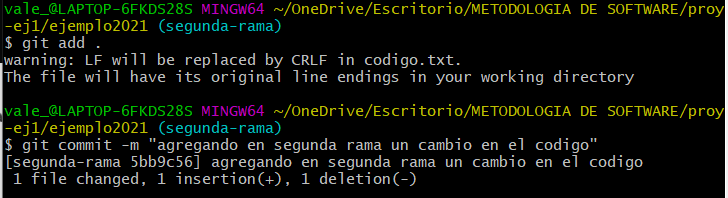 vale_@LAPTOP-6FKDS28S MINGW64 ~/OneDrive/Escritorio/METODOLOGIA DE SOFTWARE/proy
-ej1/ejemplo2021 (segunda-rama)
$ git add .
warning: LF will be replaced by CRLF in codigo.txt.
The file will have its original line endings in your working directory
vale_@LAPTOP-6FKDS28S MINGW64 ~/OneDrive/Escritorio/METODOLOGIA DE SOFTWARE/proy
-ej1/ejemplo2021 (segunda-rama)
$ git commit -m "agregando en segunda rama un cambio en el codigo"
[segunda-rama 5bb9c56] agregando en segunda rama un cambio en el codigo
 1 file changed, 1 insertion(+), 1 deletion(-)